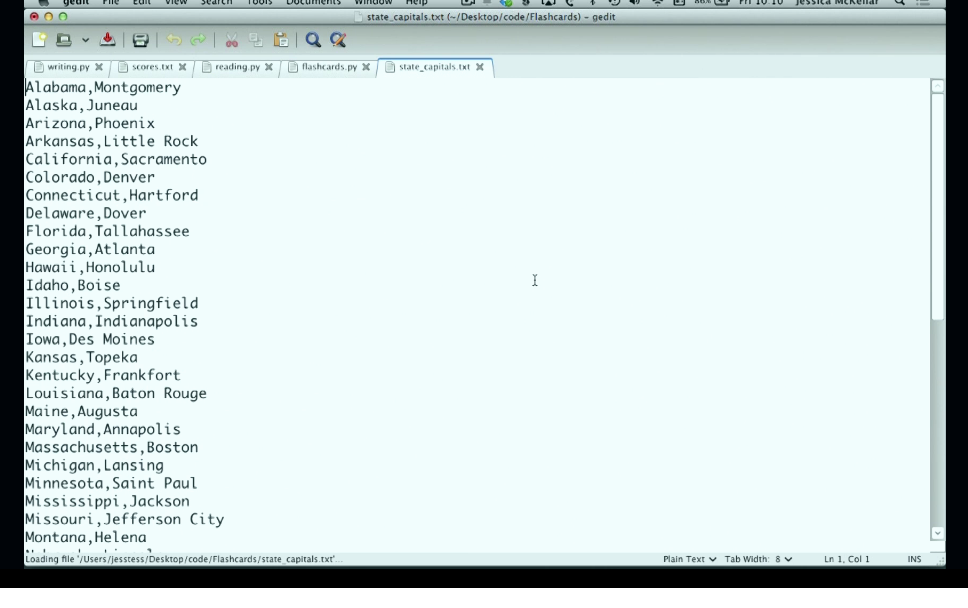 gedit File Edit View Search Tools Documents Window Help 86% Fri 10:10 Jessica McKellar
state_capitals.txt (~/Desktop/code/Flashcards) – gedit
writing.py scores.txt reading.py flashcards.py state_capitals.txt
Alabama,Montgomery
Alaska,Juneau
Arizona,Phoenix
Arkansas,Little Rock
California,Sacramento
Colorado,Denver
Connecticut,Hartford
Delaware,Dover
Florida,Tallahassee
Georgia,Atlanta
Hawaii,Honolulu
Idaho,Boise
Illinois,Springfield
Indiana,Indianapolis
Iowa,Des Moines
Kansas,Topeka
Kentucky,Frankfort
Louisiana,Baton Rouge
Maine,Augusta
Maryland,Annapolis
Massachusetts,Boston
Michigan,Lansing
Minnesota,Saint Paul
Mississippi,Jackson
Missouri,Jefferson City
Montana,Helena
Loading file '/Users/jesstess/Desktop/code/Flashcards/state_capitals.txt'... Plain Text Tab Width: 8 Ln 1, Col 1 INS